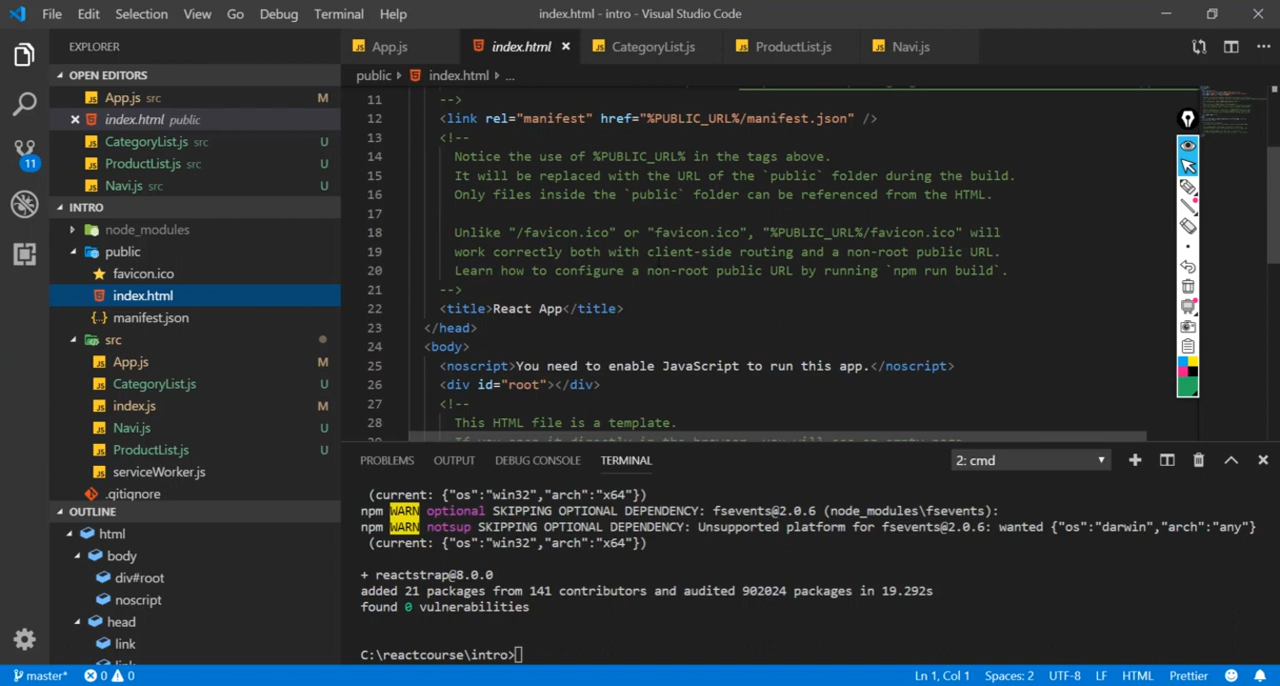 File Edit Selection View Go Debug Terminal Help index.html - intro - Visual Studio Code
EXPLORER
OPEN EDITORS
App.js src M
index.html public
CategoryList.js src U
ProductList.js src U
Navi.js src U
INTRO
node_modules
public
favicon.ico
index.html
manifest.json
src
App.js M
CategoryList.js U
index.js M
Navi.js U
ProductList.js U
serviceWorker.js
.gitignore
OUTLINE
html
body
div#root
noscript
head
link
11
App.js index.html CategoryList.js ProductList.js Navi.js
public index.html ...
11 -->
12 <link rel="manifest" href="%PUBLIC_URL%/manifest.json" />
13 <!--
14 Notice the use of %PUBLIC_URL% in the tags above.
15 It will be replaced with the URL of the `public` folder during the build.
16 Only files inside the `public` folder can be referenced from the HTML.
17
18 Unlike "/favicon.ico" or "favicon.ico", "%PUBLIC_URL%/favicon.ico" will
19 work correctly both with client-side routing and a non-root public URL.
20 Learn how to configure a non-root public URL by running `npm run build`.
21 -->
22 <title>React App</title>
23 </head>
24 <body>
25 <noscript>You need to enable JavaScript to run this app.</noscript>
26 <div id="root"></div>
27 <!--
28 This HTML file is a template.
PROBLEMS OUTPUT DEBUG CONSOLE TERMINAL 2: cmd
(current: {"os":"win32","arch":"x64"})
npm WARN optional SKIPPING OPTIONAL DEPENDENCY: fsevents@2.0.6 (node_modules\fsevents):
npm WARN notsup SKIPPING OPTIONAL DEPENDENCY: Unsupported platform for fsevents@2.0.6: wanted {"os":"darwin","arch":"any"}
(current: {"os":"win32","arch":"x64"})
+ reactstrap@8.0.0
added 21 packages from 141 contributors and audited 902024 packages in 19.292s
found 0 vulnerabilities
C:\reactcourse\intro>
master* 0 0 Ln 1, Col 1 Spaces: 2 UTF-8 LF HTML Prettier